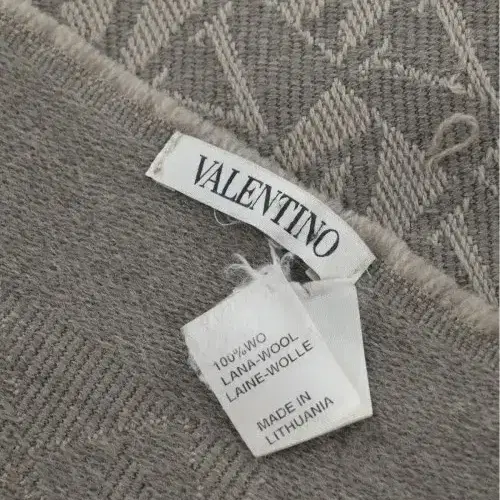 VALENTINO
100%WO
LANA-WOOL
LAINE-WOLLE
MADE IN
LITHUANIA